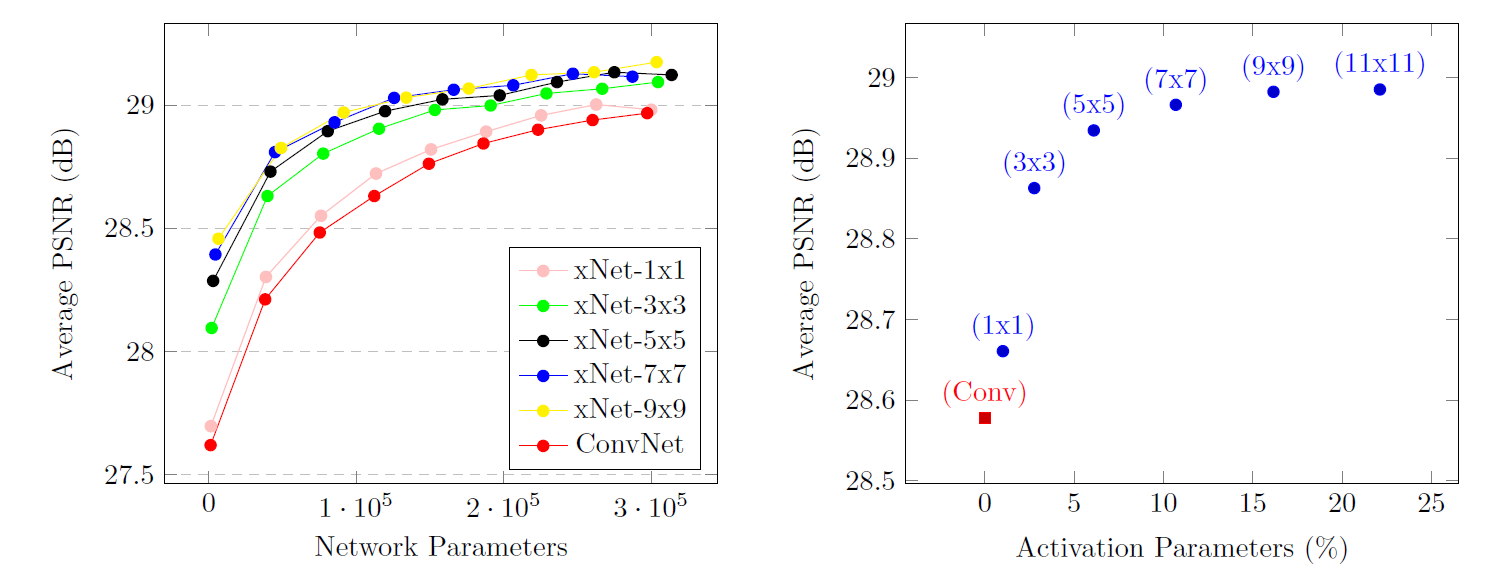 29
28.5
28
27.5
Average PSNR (dB)
xNet-1x1
xNet-3x3
xNet-5x5
xNet-7x7
xNet-9x9
ConvNet
0
1 · 10^5
2 · 10^5
3 · 10^5
Network Parameters
29
28.9
28.8
28.7
28.6
28.5
Average PSNR (dB)
(11x11)
(9x9)
(7x7)
(5x5)
(3x3)
(1x1)
(Conv)
0 5 10 15 20 25
Activation Parameters (%)